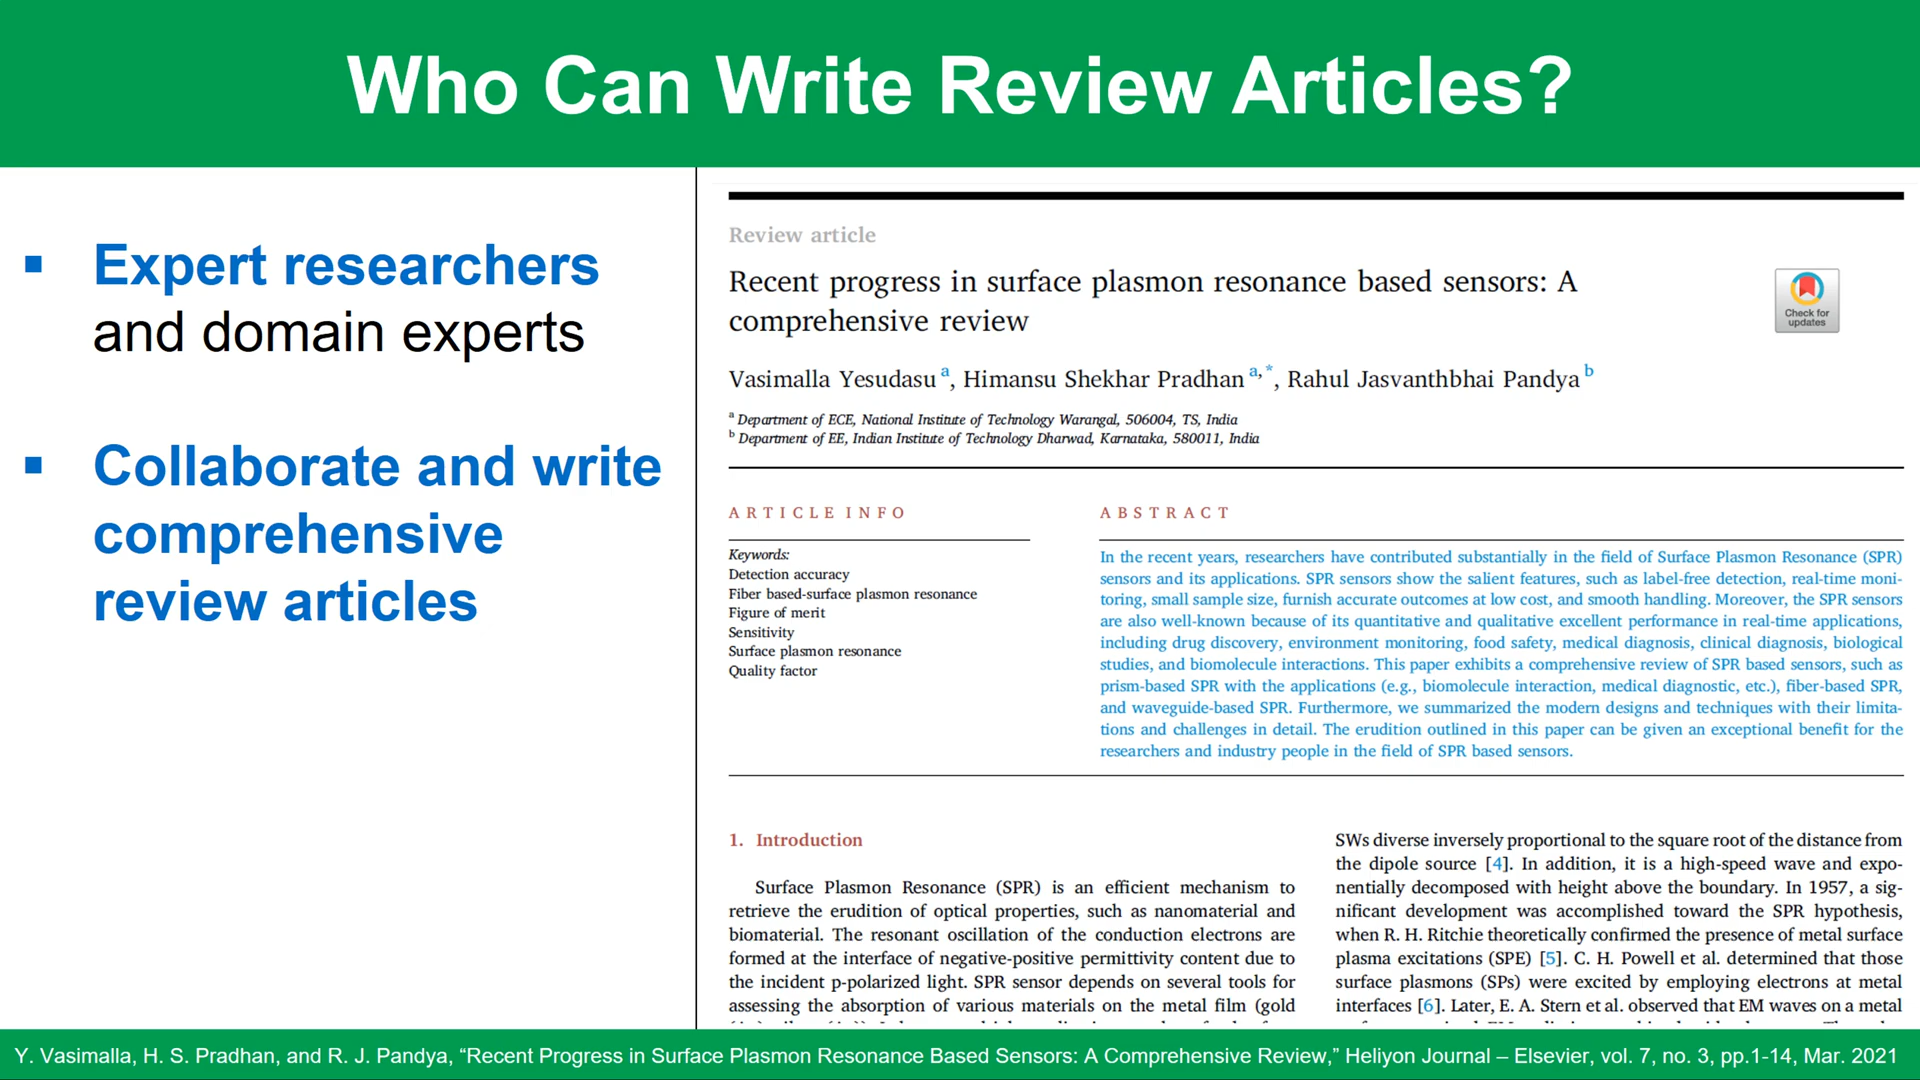 Who Can Write Review Articles?
▪ Expert researchers
and domain experts
▪ Collaborate and write
comprehensive
review articles
Review article
Recent progress in surface plasmon resonance based sensors: A
comprehensive review
Check for
updates
Vasimalla Yesudasu a, Himansu Shekhar Pradhan a,*, Rahul Jasvanthbhai Pandya b
a Department of ECE, National Institute of Technology Warangal, 506004, TS, India
b Department of EE, Indian Institute of Technology Dharwad, Karnataka, 580011, India
ARTICLE INFO
Keywords:
Detection accuracy
Fiber based-surface plasmon resonance
Figure of merit
Sensitivity
Surface plasmon resonance
Quality factor
ABSTRACT
In the recent years, researchers have contributed substantially in the field of Surface Plasmon Resonance (SPR)
sensors and its applications. SPR sensors show the salient features, such as label-free detection, real-time moni-
toring, small sample size, furnish accurate outcomes at low cost, and smooth handling. Moreover, the SPR sensors
are also well-known because of its quantitative and qualitative excellent performance in real-time applications,
including drug discovery, environment monitoring, food safety, medical diagnosis, clinical diagnosis, biological
studies, and biomolecule interactions. This paper exhibits a comprehensive review of SPR based sensors, such as
prism-based SPR with the applications (e.g., biomolecule interaction, medical diagnostic, etc.), fiber-based SPR,
and waveguide-based SPR. Furthermore, we summarized the modern designs and techniques with their limita-
tions and challenges in detail. The erudition outlined in this paper can be given an exceptional benefit for the
researchers and industry people in the field of SPR based sensors.
1. Introduction
Surface Plasmon Resonance (SPR) is an efficient mechanism to
retrieve the erudition of optical properties, such as nanomaterial and
biomaterial. The resonant oscillation of the conduction electrons are
formed at the interface of negative-positive permittivity content due to
the incident p-polarized light. SPR sensor depends on several tools for
assessing the absorption of various materials on the metal film (gold
SWs diverse inversely proportional to the square root of the distance from
the dipole source [4]. In addition, it is a high-speed wave and expo-
nentially decomposed with height above the boundary. In 1957, a sig-
nificant development was accomplished toward the SPR hypothesis,
when R. H. Ritchie theoretically confirmed the presence of metal surface
plasma excitations (SPE) [5]. C. H. Powell et al. determined that those
surface plasmons (SPs) were excited by employing electrons at metal
interfaces [6]. Later, E. A. Stern et al. observed that EM waves on a metal
Y. Vasimalla, H. S. Pradhan, and R. J. Pandya, “Recent Progress in Surface Plasmon Resonance Based Sensors: A Comprehensive Review,” Heliyon Journal – Elsevier, vol. 7, no. 3, pp.1-14, Mar. 2021